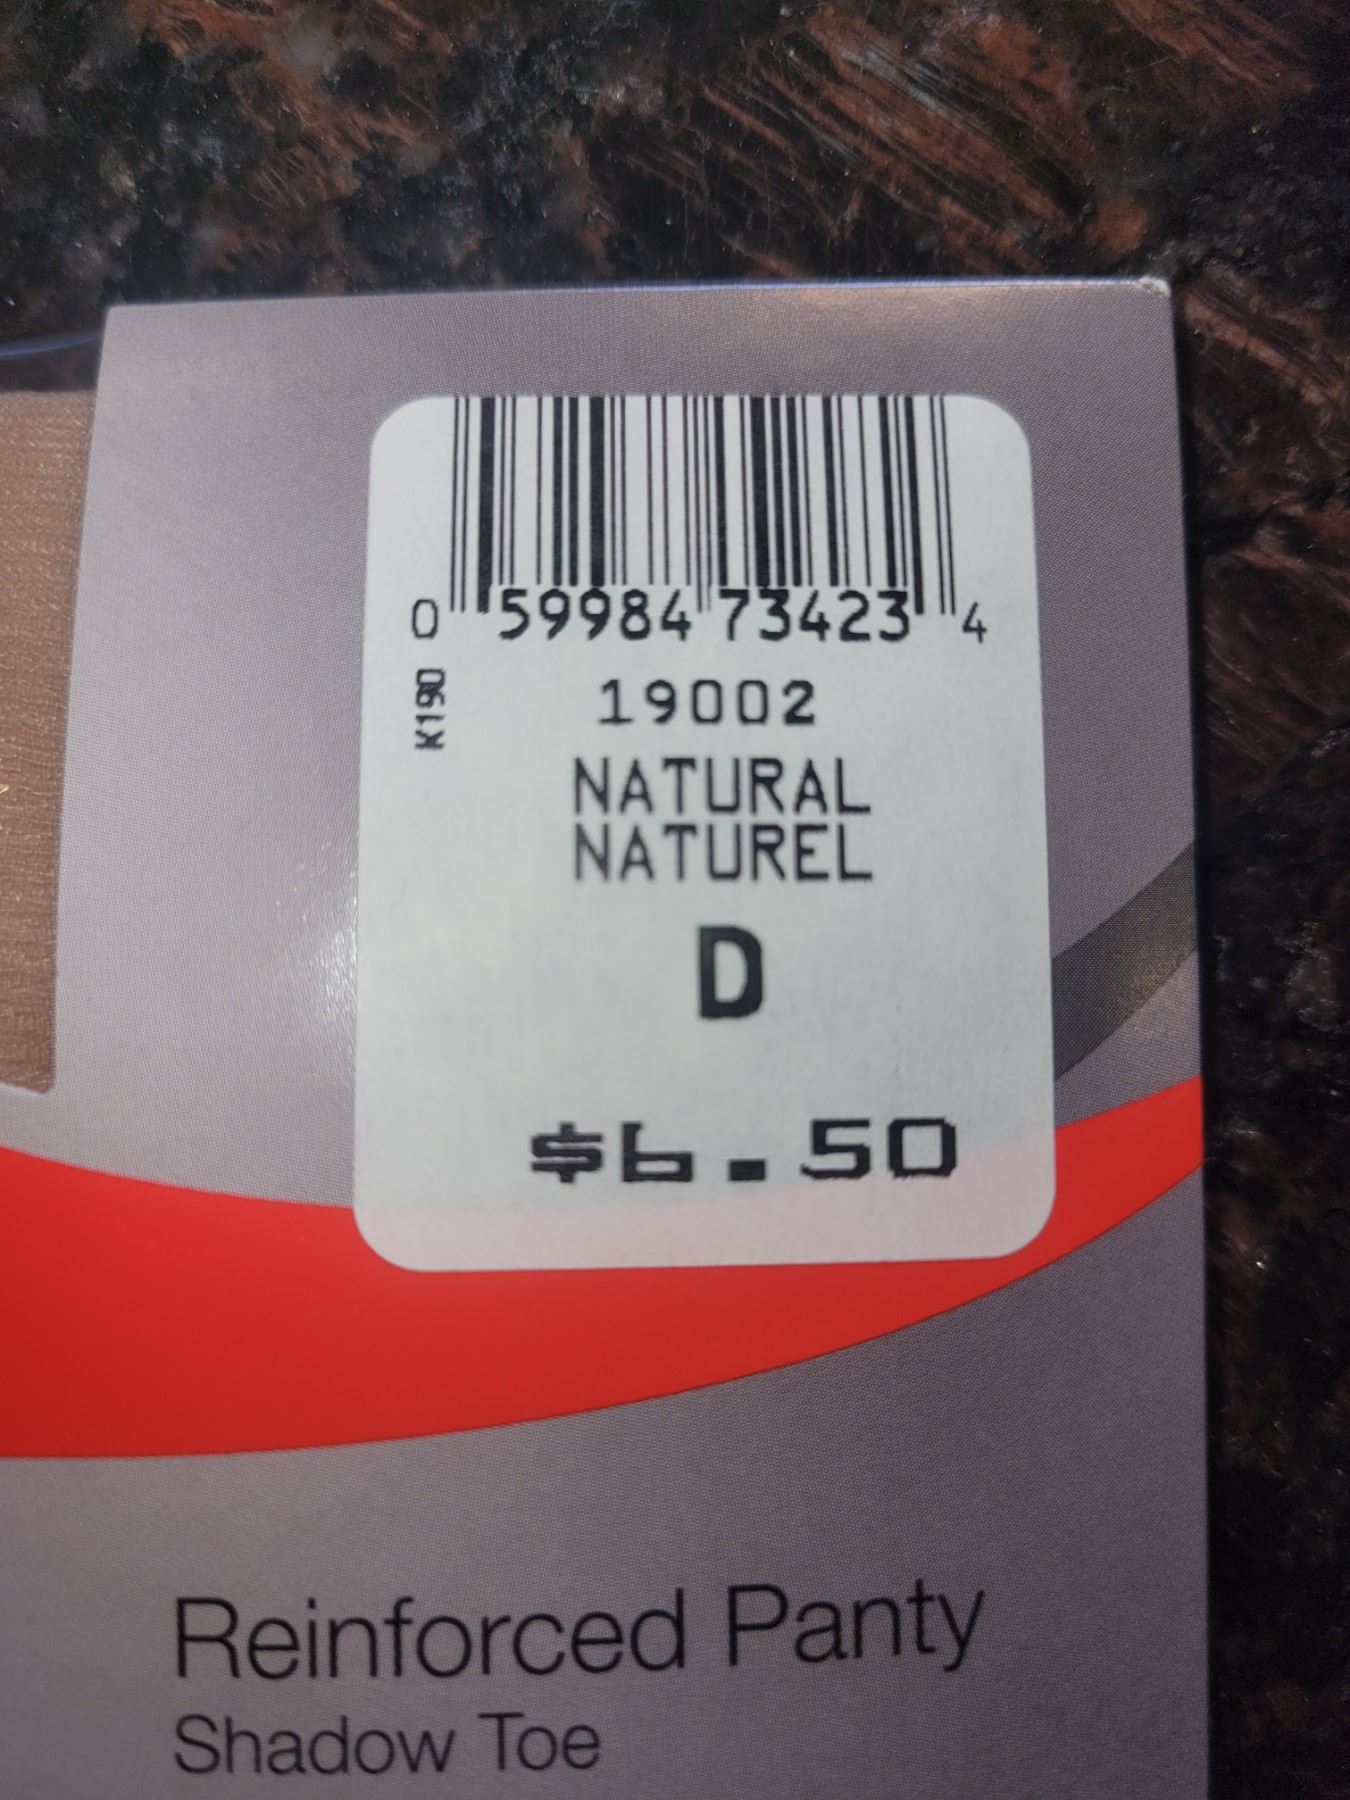 0 59984 73423 4
K190
19002
NATURAL
NATUREL
D
$6.50
Reinforced Panty
Shadow Toe